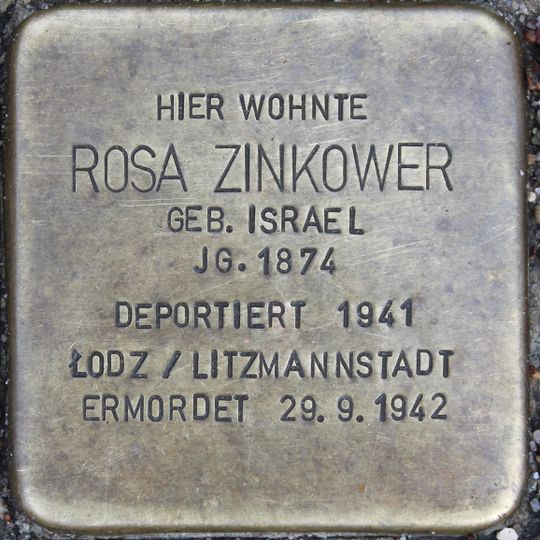 HIER WOHNTE
ROSA ZINKOWER
GEB. ISRAEL
JG. 1874
DEPORTIERT 1941
ŁODZ / LITZMANNSTADT
ERMORDET 29.9.1942